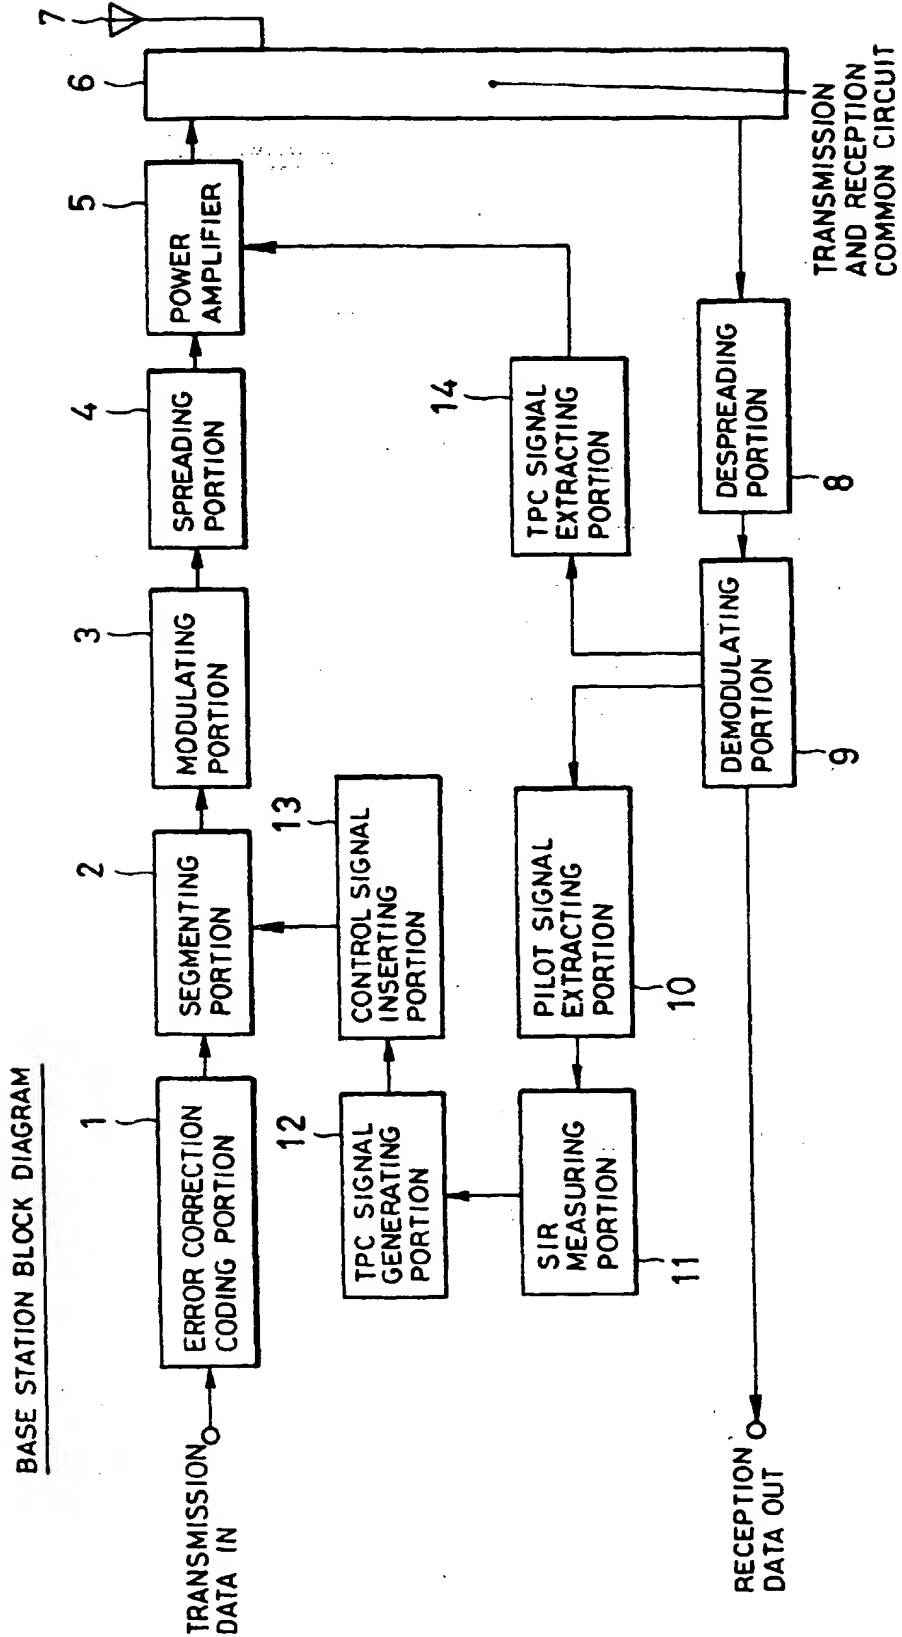 BASE STATION BLOCK DIAGRAM
TRANSMISSION
DATA IN
1
ERROR CORRECTION
CODING PORTION
2
SEGMENTING
PORTION
3
MODULATING
PORTION
4
SPREADING
PORTION
5
POWER
AMPLIFIER
6
7
12
TPC SIGNAL
GENERATING
PORTION
13
CONTROL SIGNAL
INSERTING
PORTION
14
TPC SIGNAL
EXTRACTING
PORTION
SIR
MEASURING
PORTION
11
PILOT SIGNAL
EXTRACTING
PORTION
10
RECEPTION
DATA OUT
DEMODULATING
PORTION
9
DESPREADING
PORTION
8
TRANSMISSION
AND RECEPTION
COMMON CIRCUIT